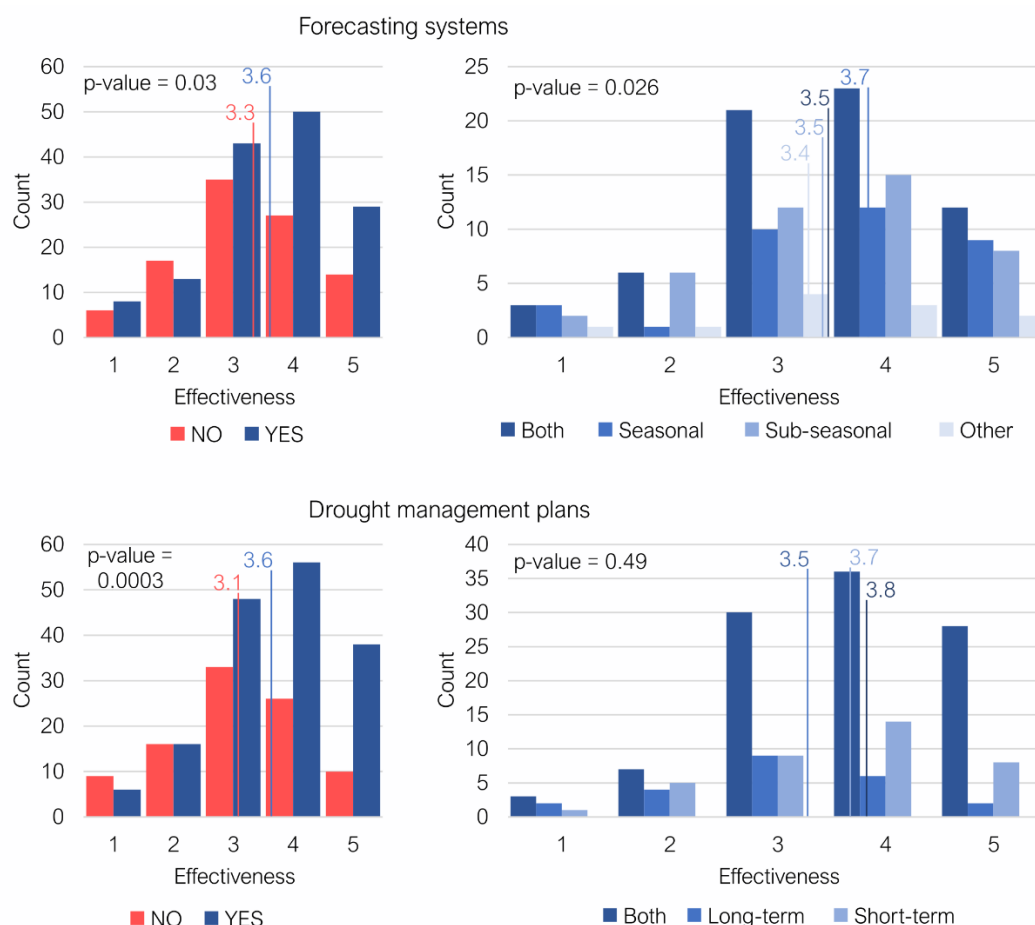 Forecasting systems
60
50
40
30
20
10
0
Count
p-value = 0.03
3.3
3.6
1 2 3 4 5
Effectiveness
NO YES
25
20
15
10
5
0
Count
p-value = 0.026
3.4
3.5
3.5
3.7
1 2 3 4 5
Effectiveness
Both Seasonal Sub-seasonal Other
Drought management plans
60
50
40
30
20
10
0
Count
p-value =
0.0003
3.1
3.6
1 2 3 4 5
Effectiveness
NO YES
40
35
30
25
20
15
10
5
0
Count
p-value = 0.49
3.5
3.7
3.8
1 2 3 4 5
Effectiveness
Both Long-term Short-term